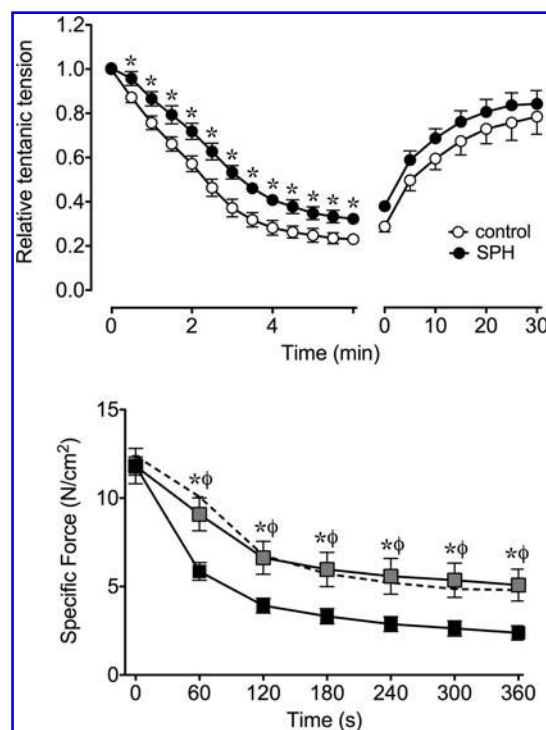 Relative tentanic tension
1.2
1.0
0.8
0.6
0.4
0.2
0.0
* * * * * * * * * * * *
control
SPH
0 2 4 0 10 20 30
Time (min)
Specific Force (N/cm²)
15
10
5
0
*ϕ *ϕ *ϕ *ϕ *ϕ *ϕ
0 60 120 180 240 300 360
Time (s)